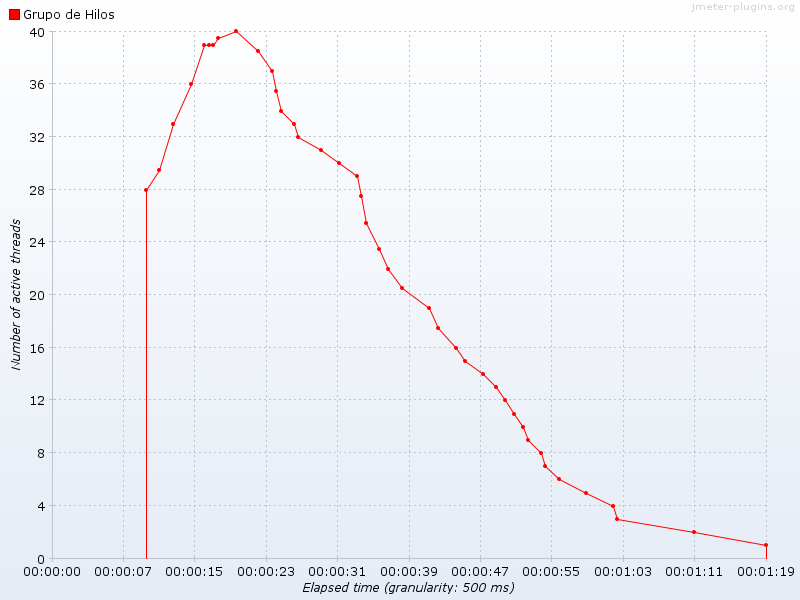 Grupo de Hilos
jmeter-plugins.org
40
36
32
28
24
20
16
12
8
4
0
Number of active threads
00:00:00 00:00:07 00:00:15 00:00:23 00:00:31 00:00:39 00:00:47 00:00:55 00:01:03 00:01:11 00:01:19
Elapsed time (granularity: 500 ms)